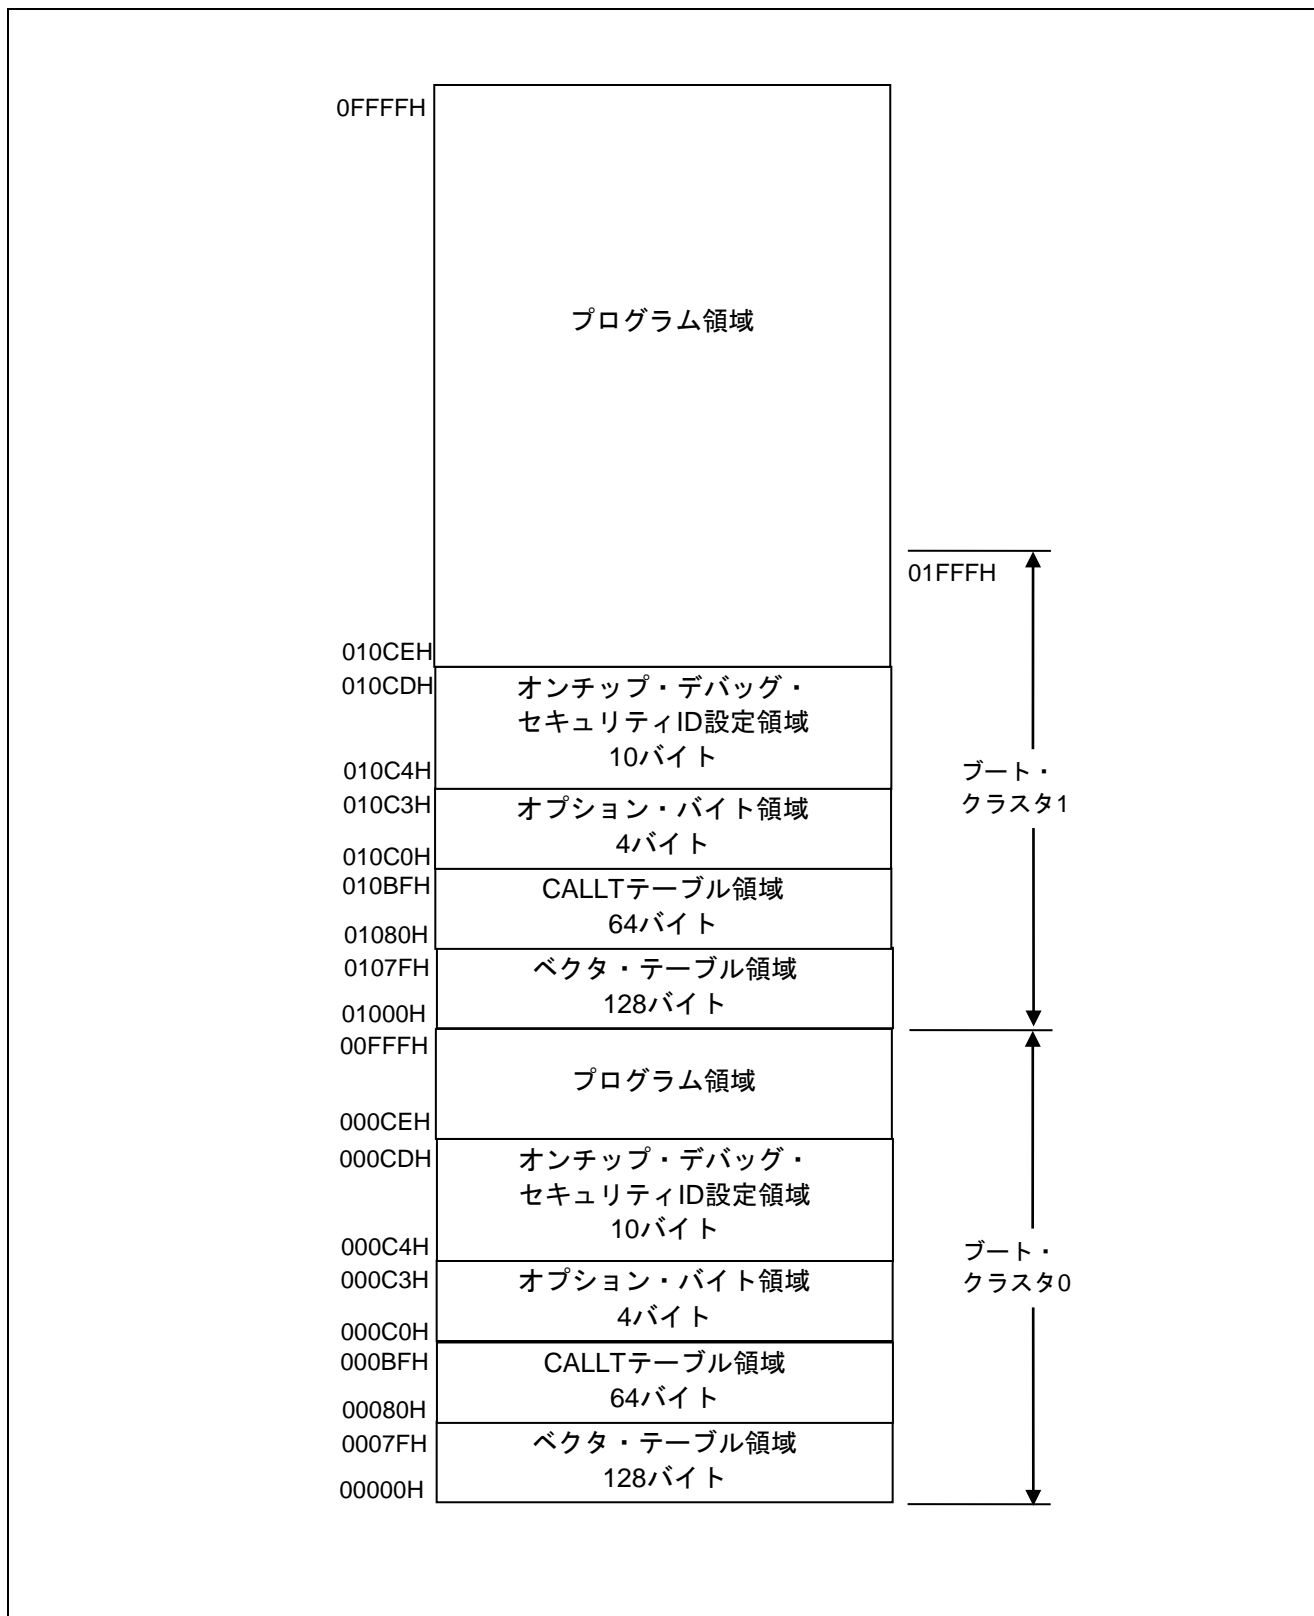 0FFFFH
プログラム領域
01FFFH
010CEH
010CDH
オンチップ・デバッグ・
セキュリティID設定領域
10バイト
010C4H
ブート・
クラスタ1
010C3H
オプション・バイト領域
4バイト
010C0H
010BFH
CALLTテーブル領域
64バイト
01080H
0107FH
ベクタ・テーブル領域
128バイト
01000H
00FFFH
プログラム領域
000CEH
000CDH
オンチップ・デバッグ・
セキュリティID設定領域
10バイト
000C4H
ブート・
クラスタ0
000C3H
オプション・バイト領域
4バイト
000C0H
000BFH
CALLTテーブル領域
64バイト
00080H
0007FH
ベクタ・テーブル領域
128バイト
00000H